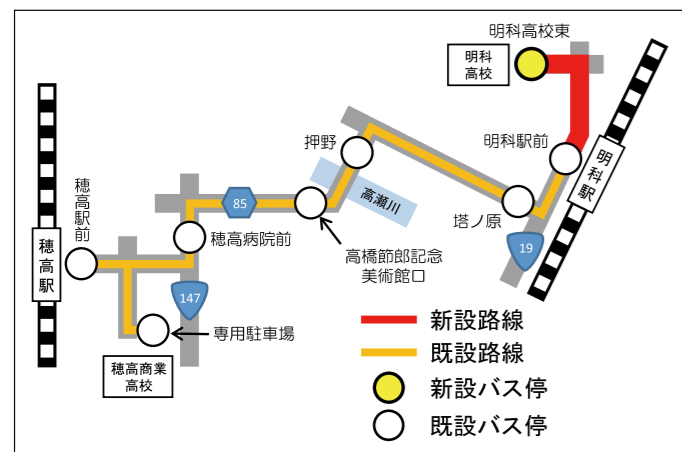 明科高校東
明科
高校
明科駅前
明科駅
押野
高瀬川
塔ノ原
19
85
穂高駅前
穂高駅
穂高病院前
高橋節郎記念
美術館口
147
専用駐車場
穂高商業
高校
新設路線
既設路線
新設バス停
既設バス停